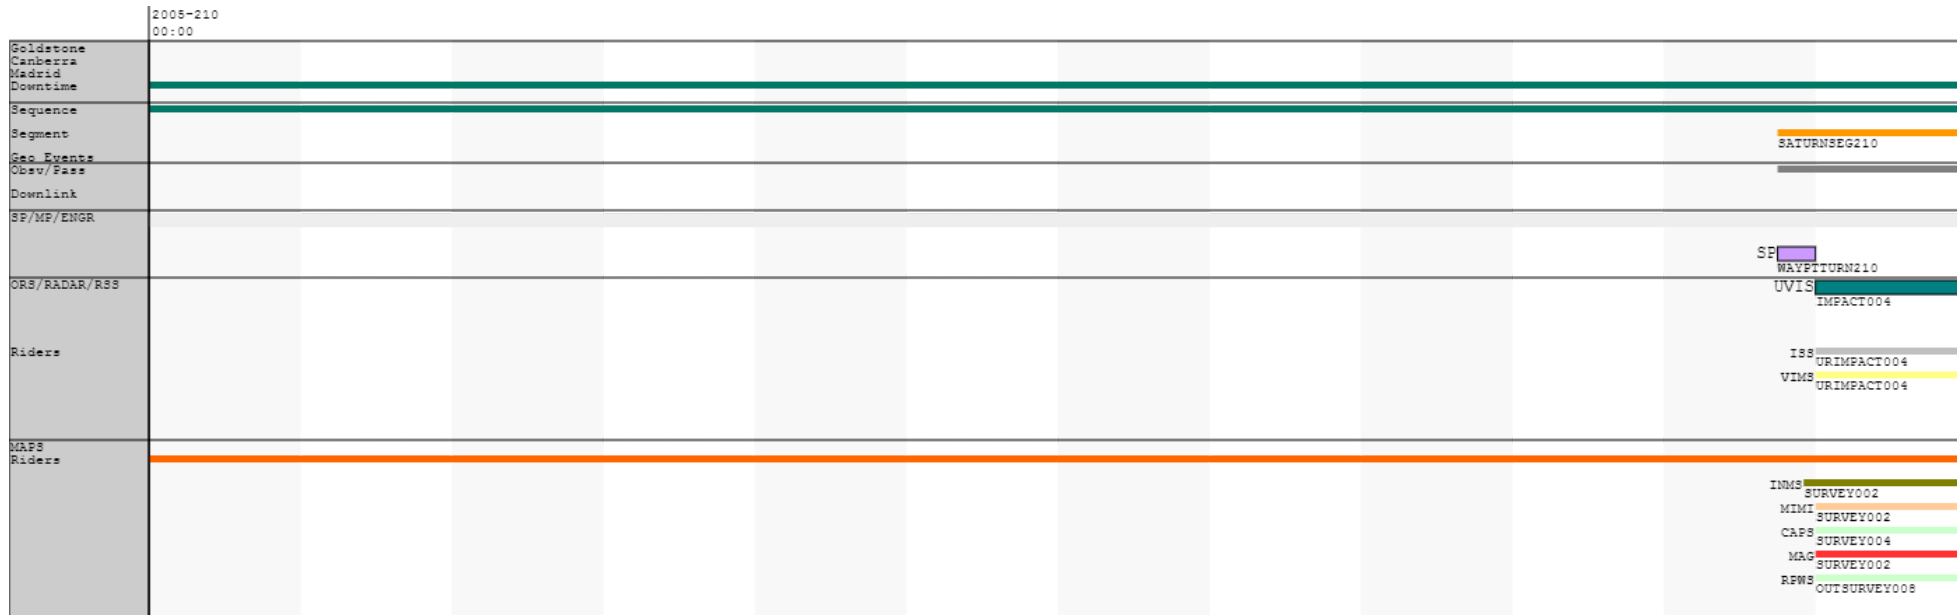 2005-210
00:00
Goldstone
Canberra
Madrid
Downtime
Sequence
Segment
SATURNSEG210
Geo Events
Obsv/Pass
Downlink
SP/MP/ENGR
SP
WAYPTTURN210
ORS/RADAR/RSS
UVIS
IMPACT004
Riders
ISS
URIMPACT004
VIMS
URIMPACT004
MAPS
Riders
INMS
SURVEY002
MIMI
SURVEY002
CAPS
SURVEY004
MAG
SURVEY002
RPWS
OUTSURVEY008